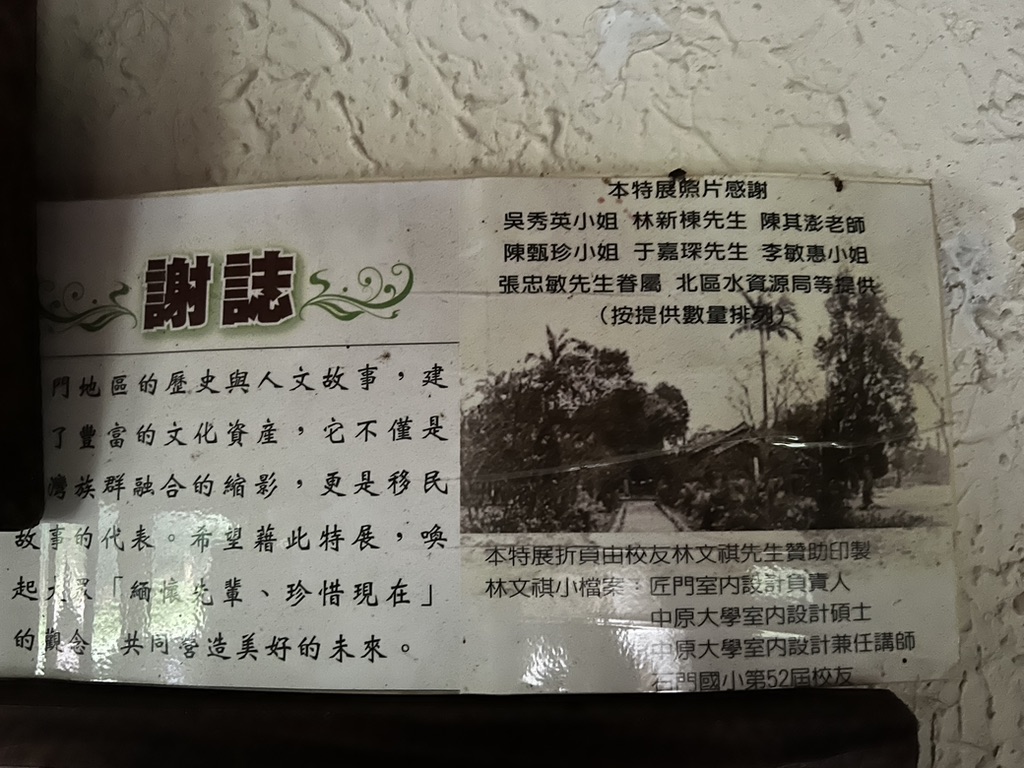 謝誌
門地區的歷史與人文故事，建
了豐富的文化資產，它不僅是
灣族群融合的縮影，更是移民
故事的代表。希望藉此特展，喚
起大眾「緬懷先輩、珍惜現在」
的觀念 共同營造美好的未來。
本特展照片感謝
吳秀英小姐 林新棟先生 陳其澎老師
陳甄珍小姐 于嘉琛先生 李敏惠小姐
張忠敏先生眷屬 北區水資源局等提供
（按提供數量排列）
本特展折頁由校友林文祺先生贊助印製
林文祺小檔案：匠門室內設計負責人
中原大學室內設計碩士
中原大學室內設計兼任講師
石門國小第52屆校友